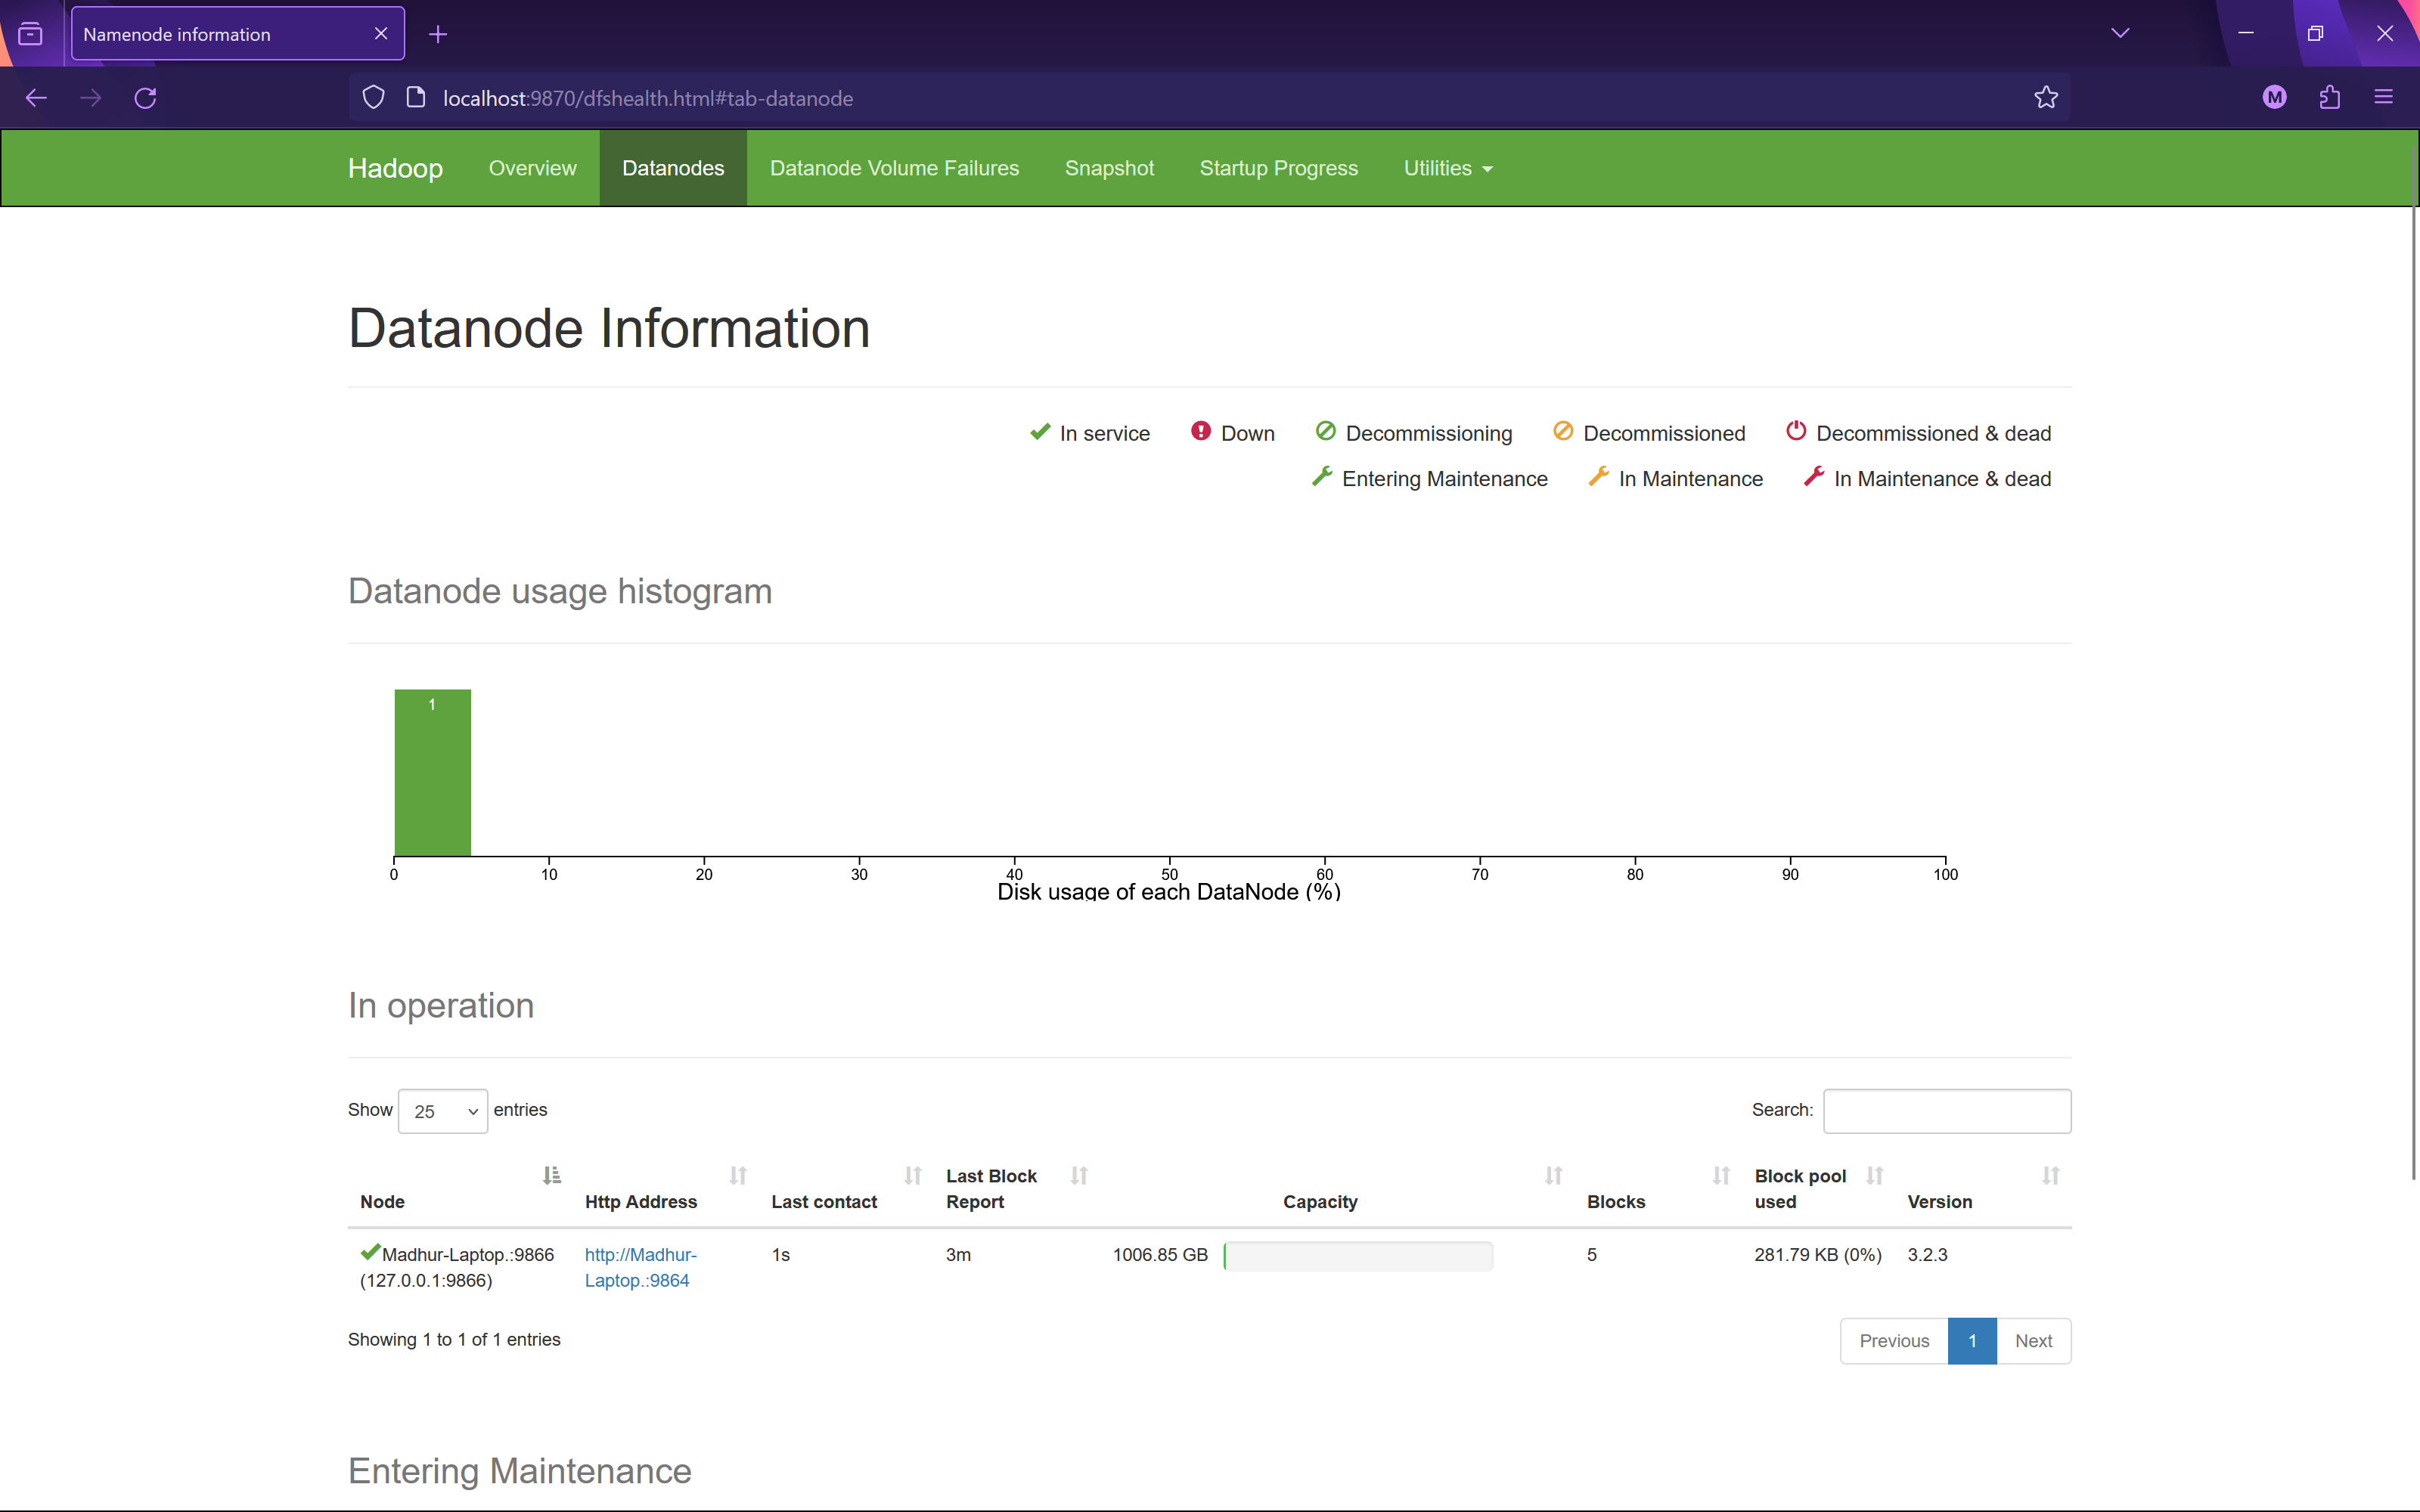 Namenode information
localhost:9870/dfshealth.html#tab-datanode
M
Hadoop Overview Datanodes Datanode Volume Failures Snapshot Startup Progress Utilities
Datanode Information
In service Down Decommissioning Decommissioned Decommissioned & dead
Entering Maintenance In Maintenance In Maintenance & dead
Datanode usage histogram
1
0 10 20 30 40 50 60 70 80 90 100
Disk usage of each DataNode (%)
In operation
Show 25 entries Search:
Node Http Address Last contact Last Block Report Capacity Blocks Block pool used Version
Madhur-Laptop.:9866 (127.0.0.1:9866) http://Madhur-Laptop.:9864 1s 3m 1006.85 GB 5 281.79 KB (0%) 3.2.3
Showing 1 to 1 of 1 entries Previous 1 Next
Entering Maintenance